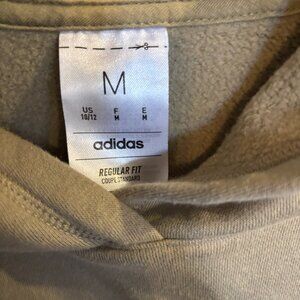 M
US F E
10/12 M M
adidas
REGULAR FIT
COUPE STANDARD